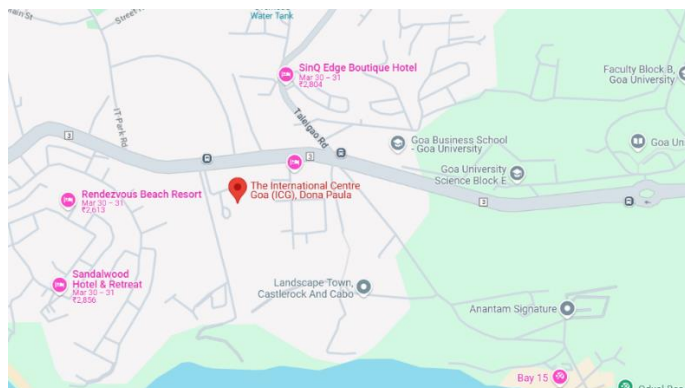 Street
Water Tank
SinQ Edge Boutique Hotel
Mar 30 – 31
₹2,804
Faculty Block B,
Goa University
IT Park Rd
Taleigao Rd
3
3
Goa Business School
- Goa University
Goa Un
Goa University
Science Block E
3
Rendezvous Beach Resort
Mar 30 – 31
₹2,613
The International Centre
Goa (ICG), Dona Paula
Sandalwood
Hotel & Retreat
Mar 30 – 31
₹2,856
Landscape Town,
Castlerock And Cabo
Anantam Signature
Bay 15